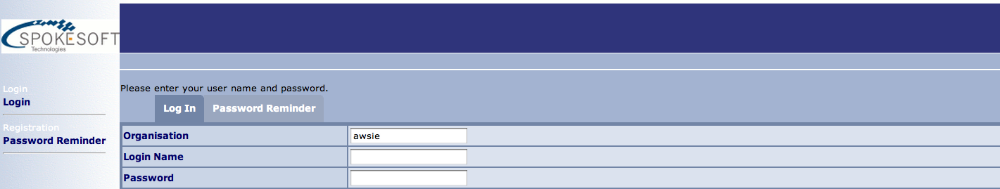 SPOKESOFT
Technologies
Login
Login
Registration
Password Reminder
Please enter your user name and password.
Log In
Password Reminder
Organisation
awsie
Login Name
Password